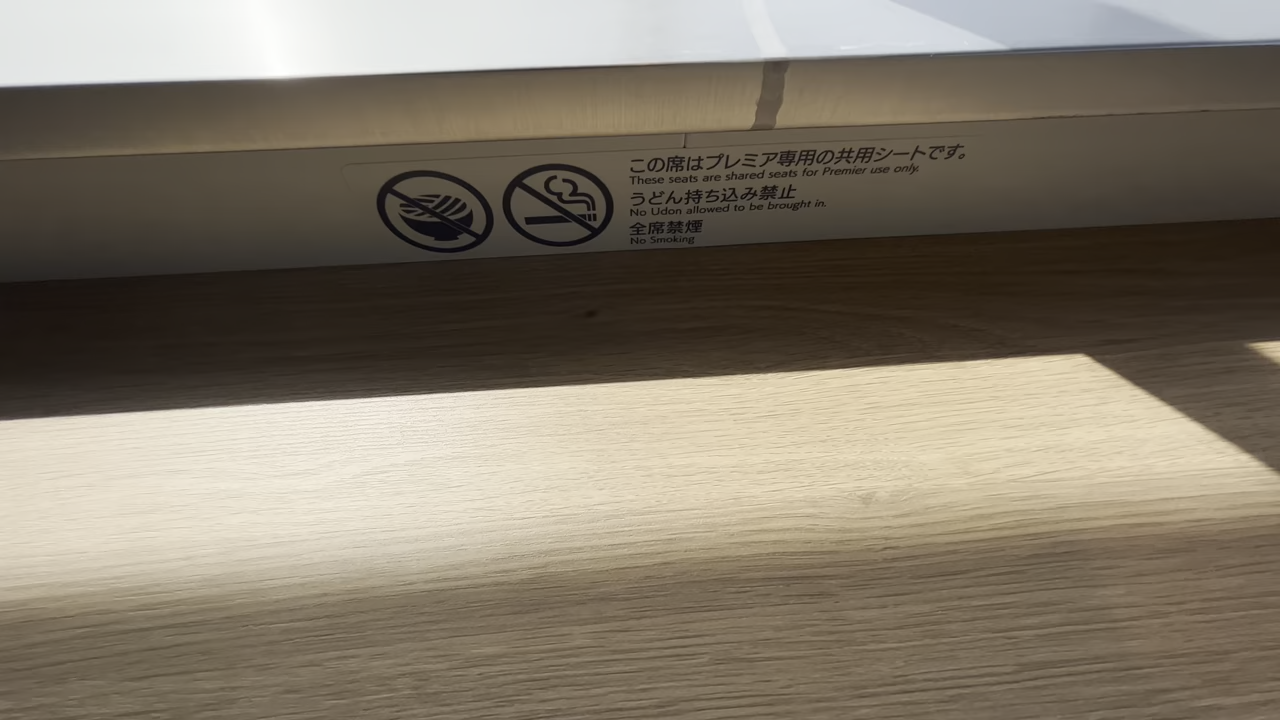 この席はプレミア専用の共用シートです。
These seats are shared seats for Premier use only.
うどん持ち込み禁止
No Udon allowed to be brought in.
全席禁煙
No Smoking